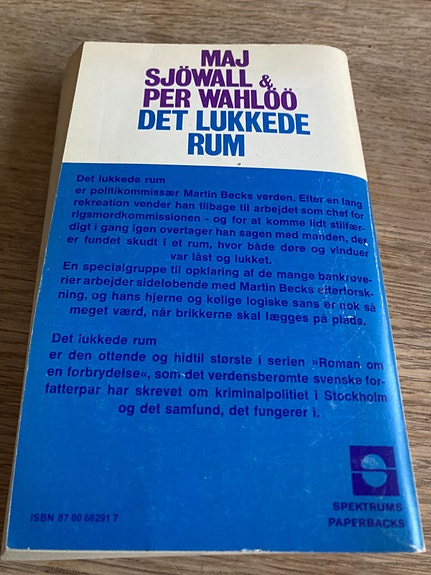 MAJ
SJÖWALL &
PER WAHLÖÖ
DET LUKKEDE
RUM
Det lukkede rum
er politikommissær Martin Becks verden. Efter en lang
rekreation vender han tilbage til arbejdet som chef for
rigsmordkommissionen - og for at komme lidt stilfær-
digt i gang igen overtager han sagen med manden, der
er fundet skudt i et rum, hvor både døre og vinduer
var låst og lukket.
En specialgruppe til opklaring af de mange bankrøve-
rier arbejder sideløbende med Martin Becks efterforsk-
ning, og hans hjerne og kølige logiske sans er nok så
meget værd, når brikkerne skal lægges på plads.
Det lukkede rum
er den ottende og hidtil største i serien »Roman om
en forbrydelse«, som det verdensberømte svenske for-
fatterpar har skrevet om kriminalpolitiet i Stockholm
og det samfund, det fungerer i.
ISBN 87 00 66291 7
SPEKTRUMS
PAPERBACKS